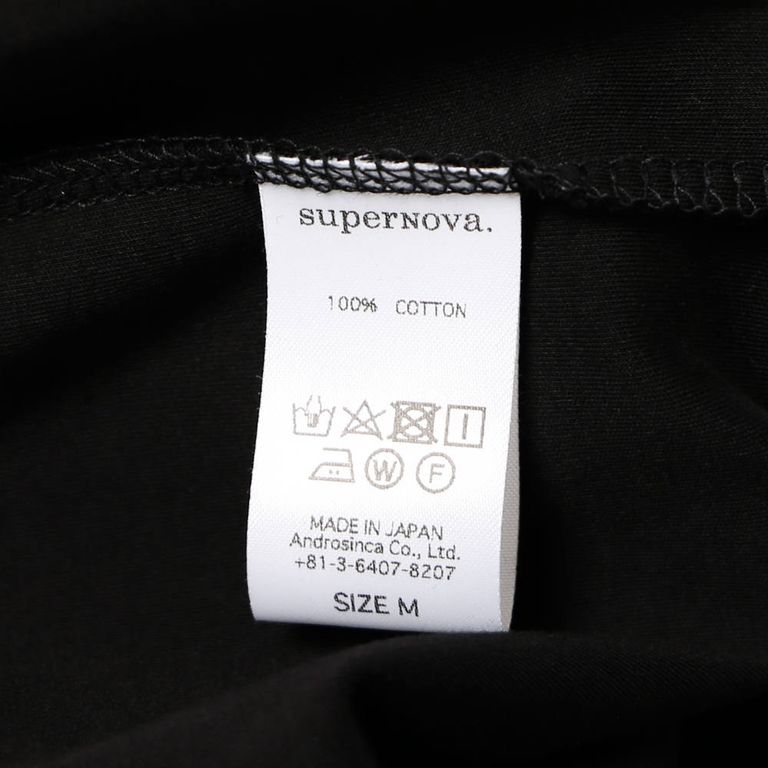 superNova.
100% COTTON
W F
MADE IN JAPAN
Androsinca Co., Ltd.
+81-3-6407-8207
SIZE M